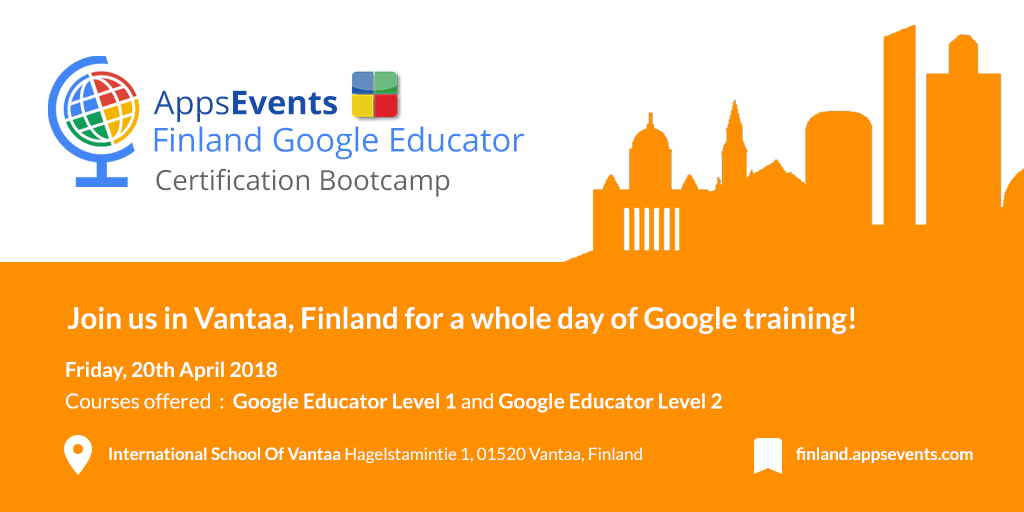 AppsEvents
Finland Google Educator
Certification Bootcamp
Join us in Vantaa, Finland for a whole day of Google training!
Friday, 20th April 2018
Courses offered : Google Educator Level 1 and Google Educator Level 2
International School Of Vantaa Hagelstamintie 1, 01520 Vantaa, Finland
finland.appsevents.com